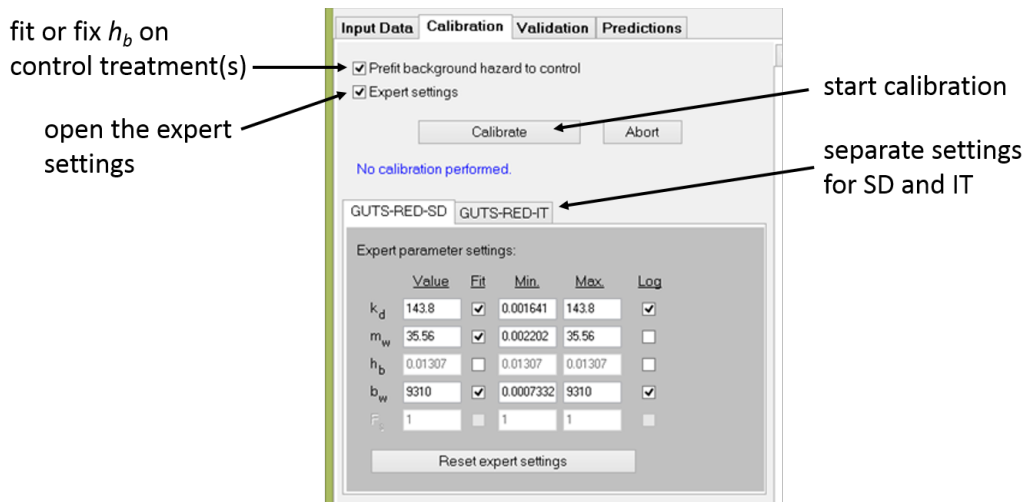 fit or fix h_b on
control treatment(s)
open the expert
settings
Input Data Calibration Validation Predictions
Prefit background hazard to control
Expert settings
Calibrate Abort
No calibration performed.
start calibration
separate settings
for SD and IT
GUTS-RED-SD GUTS-RED-IT
Expert parameter settings:
Value Fit Min. Max. Log
k_d 143.8 0.001641 143.8
m_w 35.56 0.002202 35.56
h_b 0.01307 0.01307 0.01307
b_w 9310 0.0007332 9310
F_s 1 1 1
Reset expert settings